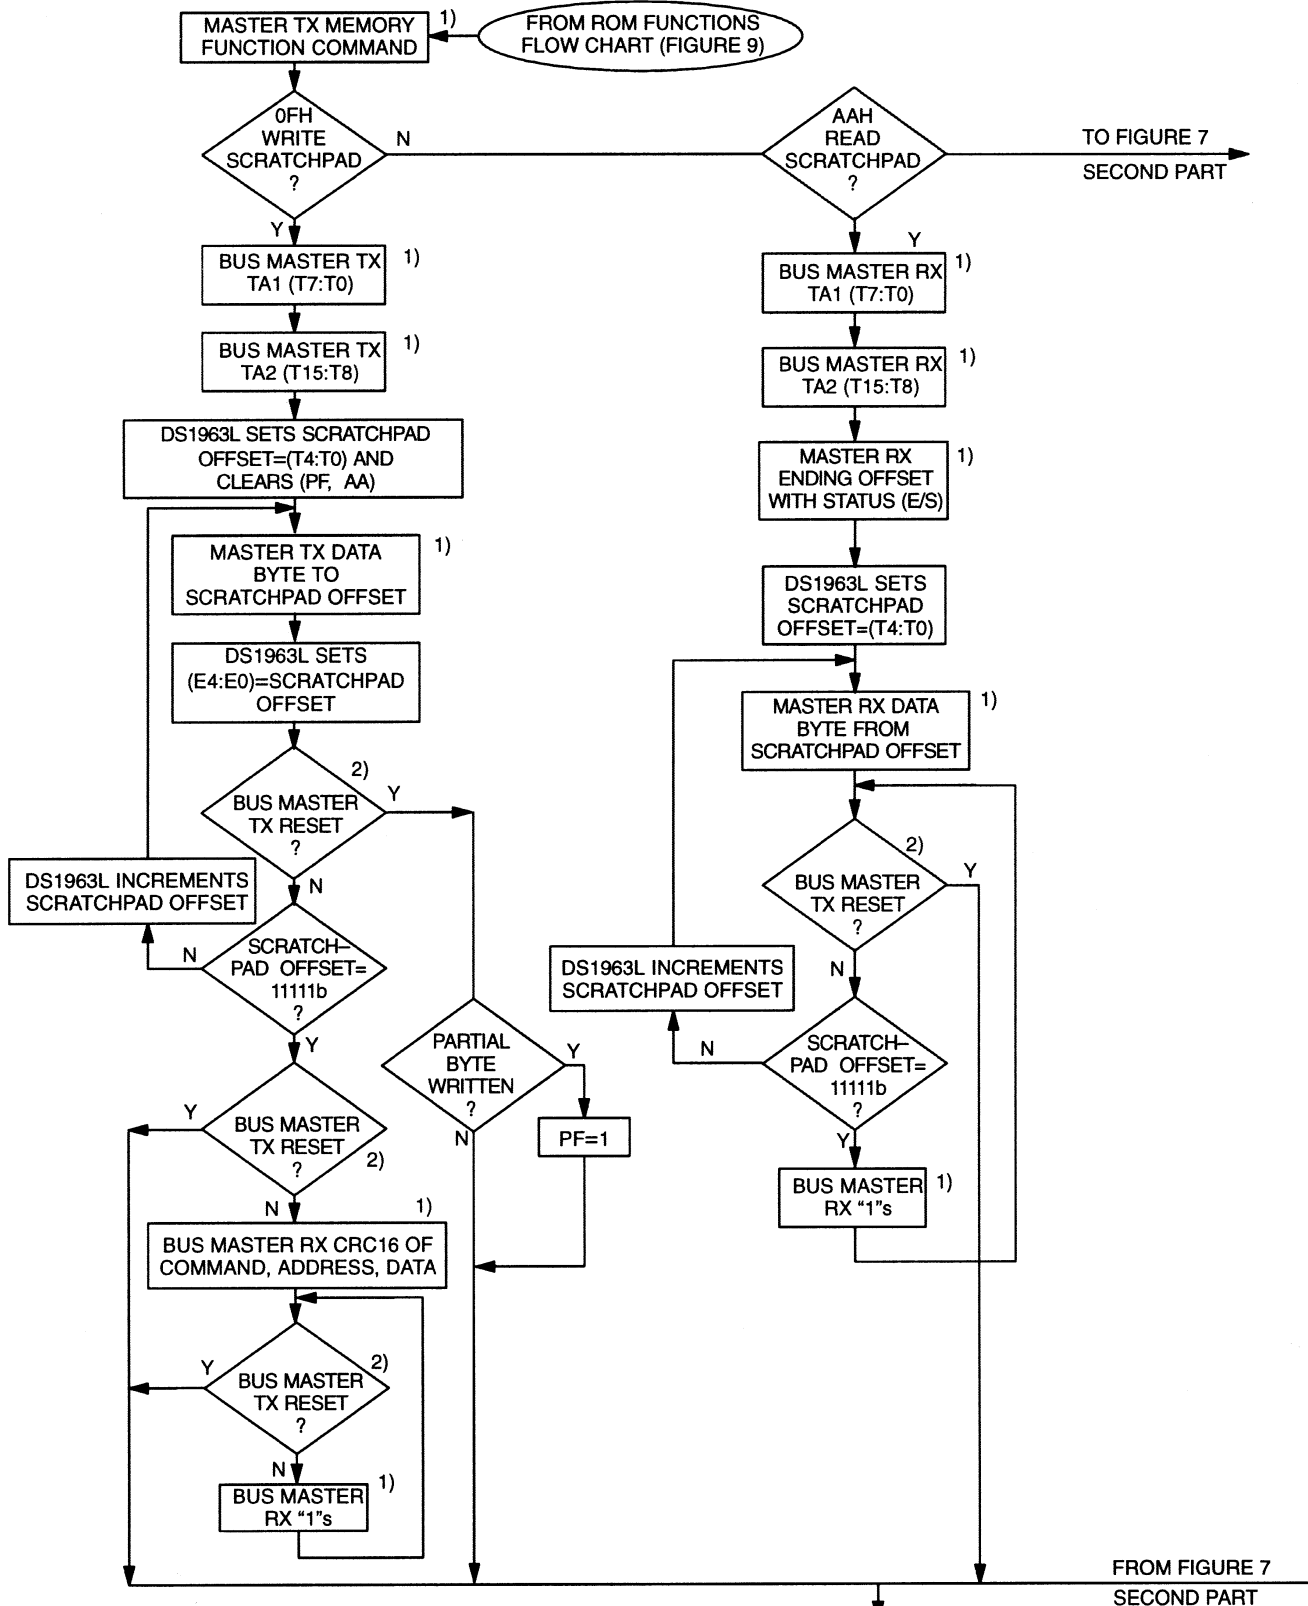 MASTER TX MEMORY
FUNCTION COMMAND
1)
FROM ROM FUNCTIONS
FLOW CHART (FIGURE 9)
0FH
WRITE
SCRATCHPAD
?
N
Y
AAH
READ
SCRATCHPAD
?
Y
TO FIGURE 7
SECOND PART
BUS MASTER TX
TA1 (T7:T0)
1)
BUS MASTER TX
TA2 (T15:T8)
1)
DS1963L SETS SCRATCHPAD
OFFSET=(T4:T0) AND
CLEARS (PF, AA)
MASTER TX DATA
BYTE TO
SCRATCHPAD OFFSET
1)
DS1963L SETS
(E4:E0)=SCRATCHPAD
OFFSET
BUS MASTER
TX RESET
?
2)
Y
N
DS1963L INCREMENTS
SCRATCHPAD OFFSET
N
SCRATCH–
PAD OFFSET=
11111b
?
Y
PARTIAL
BYTE
WRITTEN
?
Y
N
PF=1
BUS MASTER
TX RESET
?
2)
Y
N
BUS MASTER RX CRC16 OF
COMMAND, ADDRESS, DATA
1)
BUS MASTER
TX RESET
?
2)
Y
N
BUS MASTER
RX "1"s
1)
BUS MASTER RX
TA1 (T7:T0)
1)
BUS MASTER RX
TA2 (T15:T8)
1)
MASTER RX
ENDING OFFSET
WITH STATUS (E/S)
1)
DS1963L SETS
SCRATCHPAD
OFFSET=(T4:T0)
MASTER RX DATA
BYTE FROM
SCRATCHPAD OFFSET
1)
BUS MASTER
TX RESET
?
2)
Y
N
DS1963L INCREMENTS
SCRATCHPAD OFFSET
N
SCRATCH–
PAD OFFSET=
11111b
?
Y
BUS MASTER
RX "1"s
1)
FROM FIGURE 7
SECOND PART